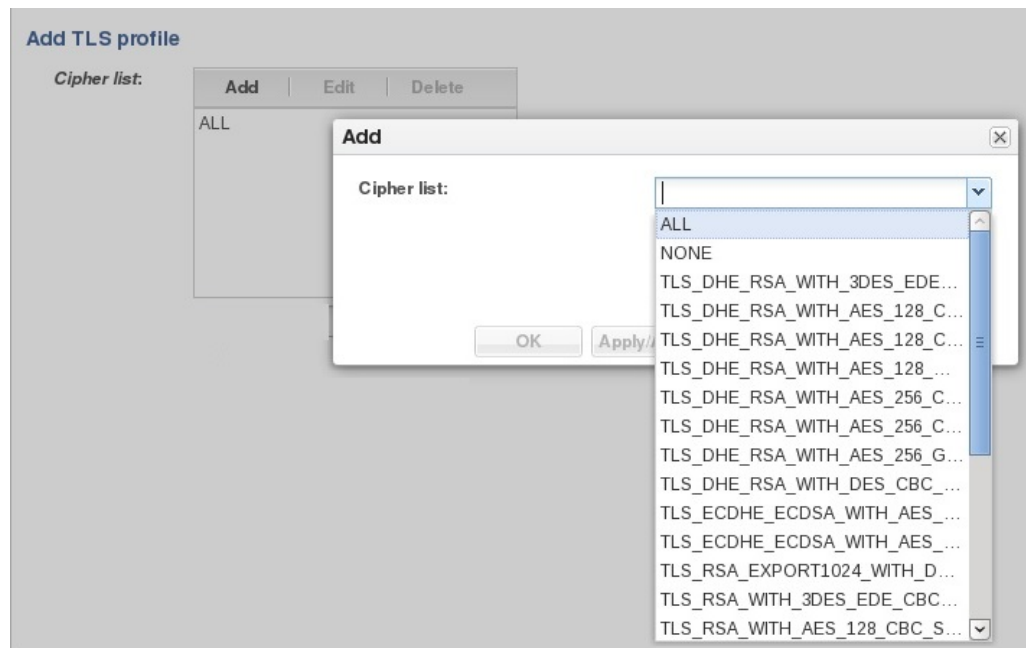 Add TLS profile
Cipher list:
Add Edit Delete
ALL
Add
Cipher list:
ALL
NONE
TLS_DHE_RSA_WITH_3DES_EDE...
TLS_DHE_RSA_WITH_AES_128_C...
TLS_DHE_RSA_WITH_AES_128_C...
TLS_DHE_RSA_WITH_AES_128_...
TLS_DHE_RSA_WITH_AES_256_C...
TLS_DHE_RSA_WITH_AES_256_C...
TLS_DHE_RSA_WITH_AES_256_G...
TLS_DHE_RSA_WITH_DES_CBC_...
TLS_ECDHE_ECDSA_WITH_AES_...
TLS_ECDHE_ECDSA_WITH_AES_...
TLS_RSA_EXPORT1024_WITH_D...
TLS_RSA_WITH_3DES_EDE_CBC...
TLS_RSA_WITH_AES_128_CBC_S...
OK Apply/